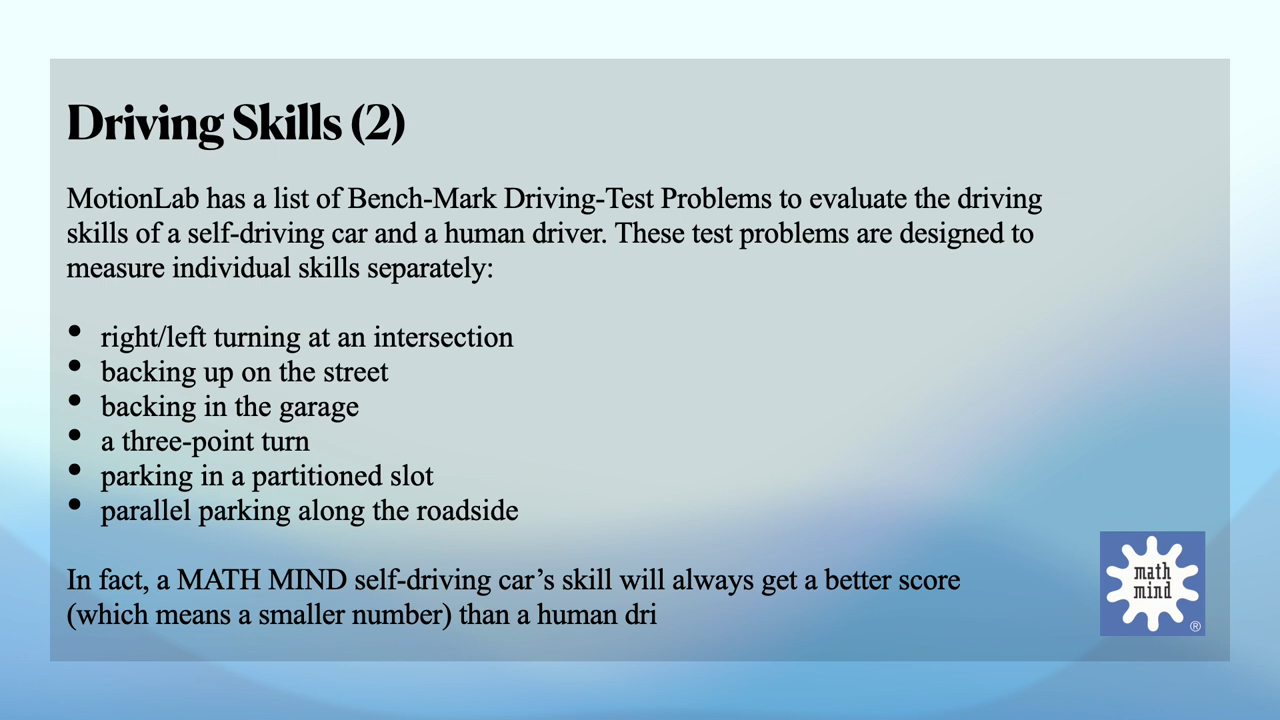 Driving Skills (2)
MotionLab has a list of Bench-Mark Driving-Test Problems to evaluate the driving
skills of a self-driving car and a human driver. These test problems are designed to
measure individual skills separately:
• right/left turning at an intersection
• backing up on the street
• backing in the garage
• a three-point turn
• parking in a partitioned slot
• parallel parking along the roadside
In fact, a MATH MIND self-driving car’s skill will always get a better score
(which means a smaller number) than a human dri
math
mind
®